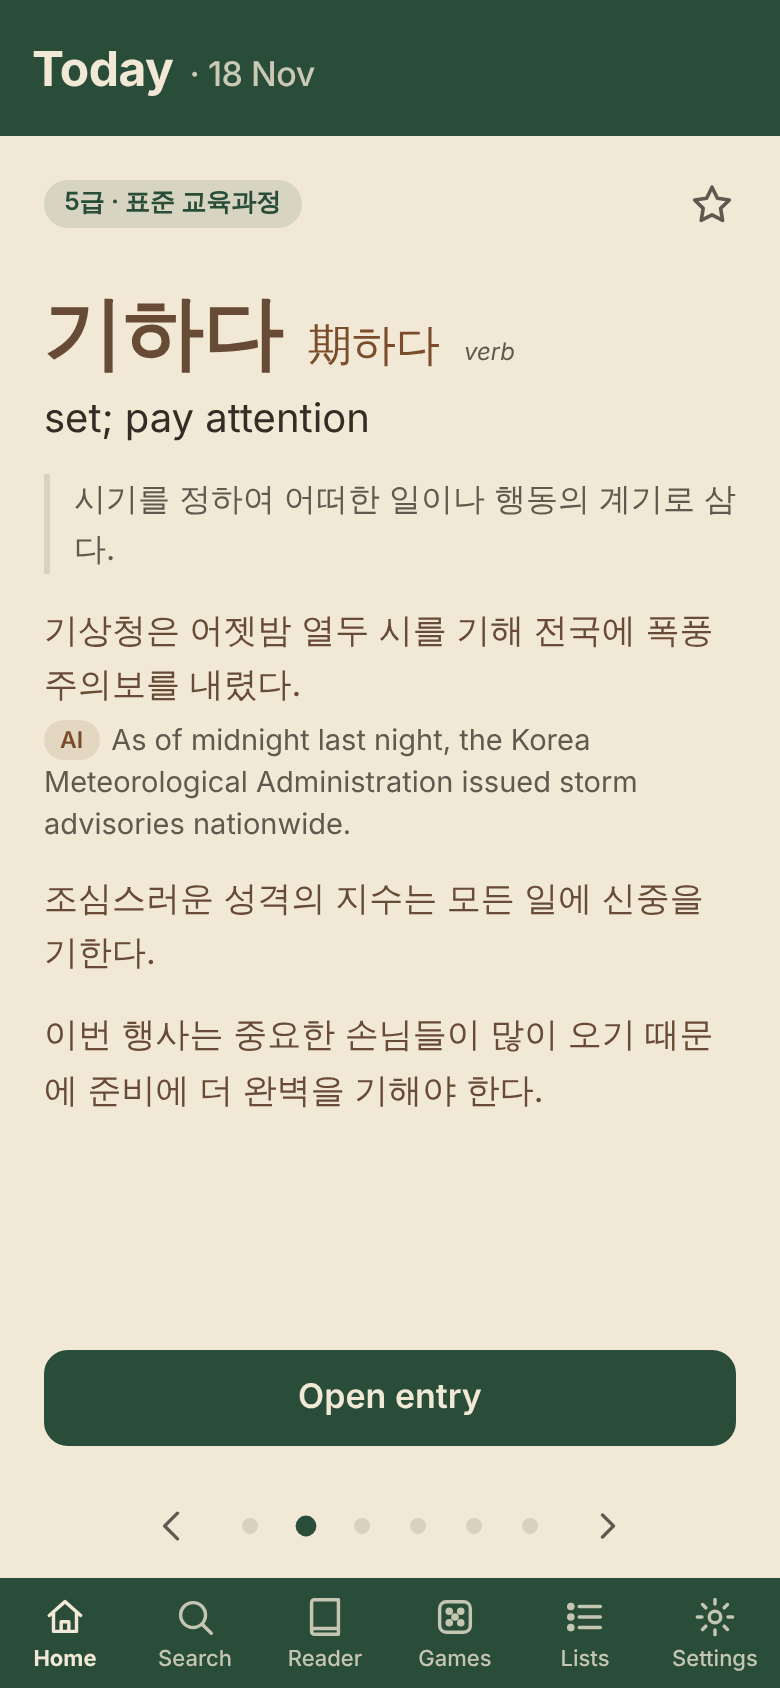 Today · 18 Nov
5급 · 표준 교육과정
기하다 期하다 verb
set; pay attention
시기를 정하여 어떠한 일이나 행동의 계기로 삼
다.
기상청은 어젯밤 열두 시를 기해 전국에 폭풍
주의보를 내렸다.
AI As of midnight last night, the Korea
Meteorological Administration issued storm
advisories nationwide.
조심스러운 성격의 지수는 모든 일에 신중을
기한다.
이번 행사는 중요한 손님들이 많이 오기 때문
에 준비에 더 완벽을 기해야 한다.
Open entry
Home Search Reader Games Lists Settings